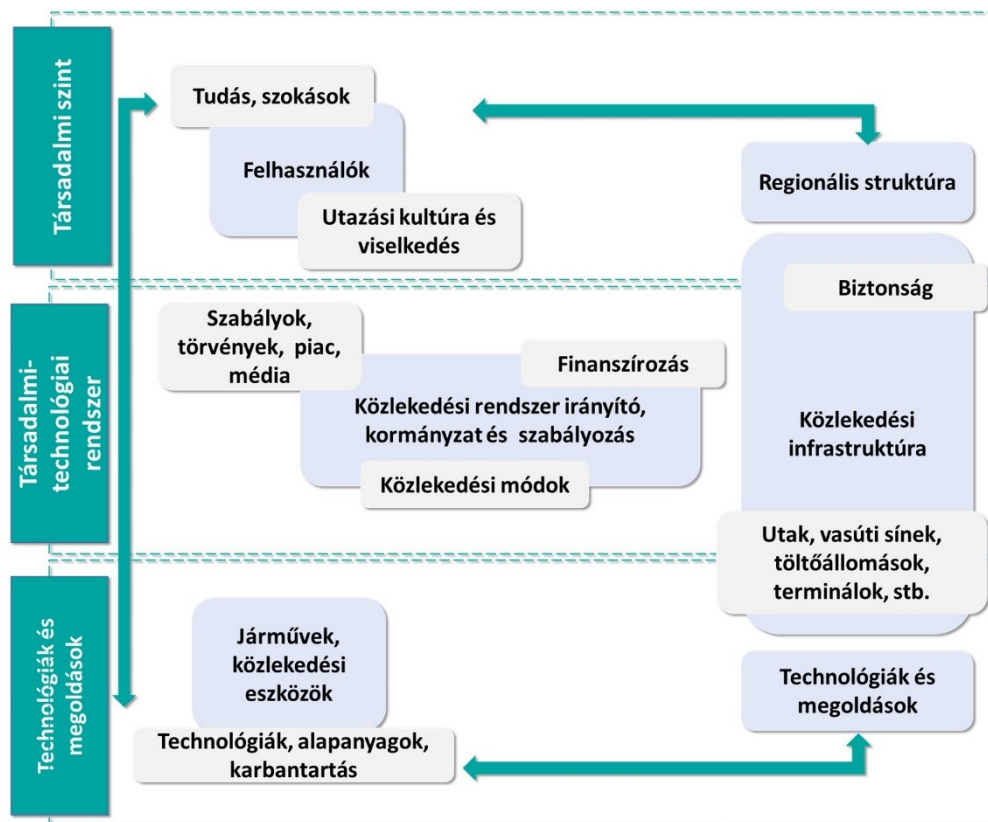 Társadalmi szint
Tudás, szokások
Felhasználók
Utazási kultúra és
viselkedés
Regionális struktúra
Társadalmi-
technológiai
rendszer
Szabályok,
törvények, piac,
média
Finanszírozás
Közlekedési rendszer irányító,
kormányzat és szabályozás
Közlekedési módok
Biztonság
Közlekedési
infrastruktúra
Utak, vasúti sínek,
töltőállomások,
terminálok, stb.
Technológiák és
megoldások
Járművek,
közlekedési
eszközök
Technológiák, alapanyagok,
karbantartás
Technológiák és
megoldások